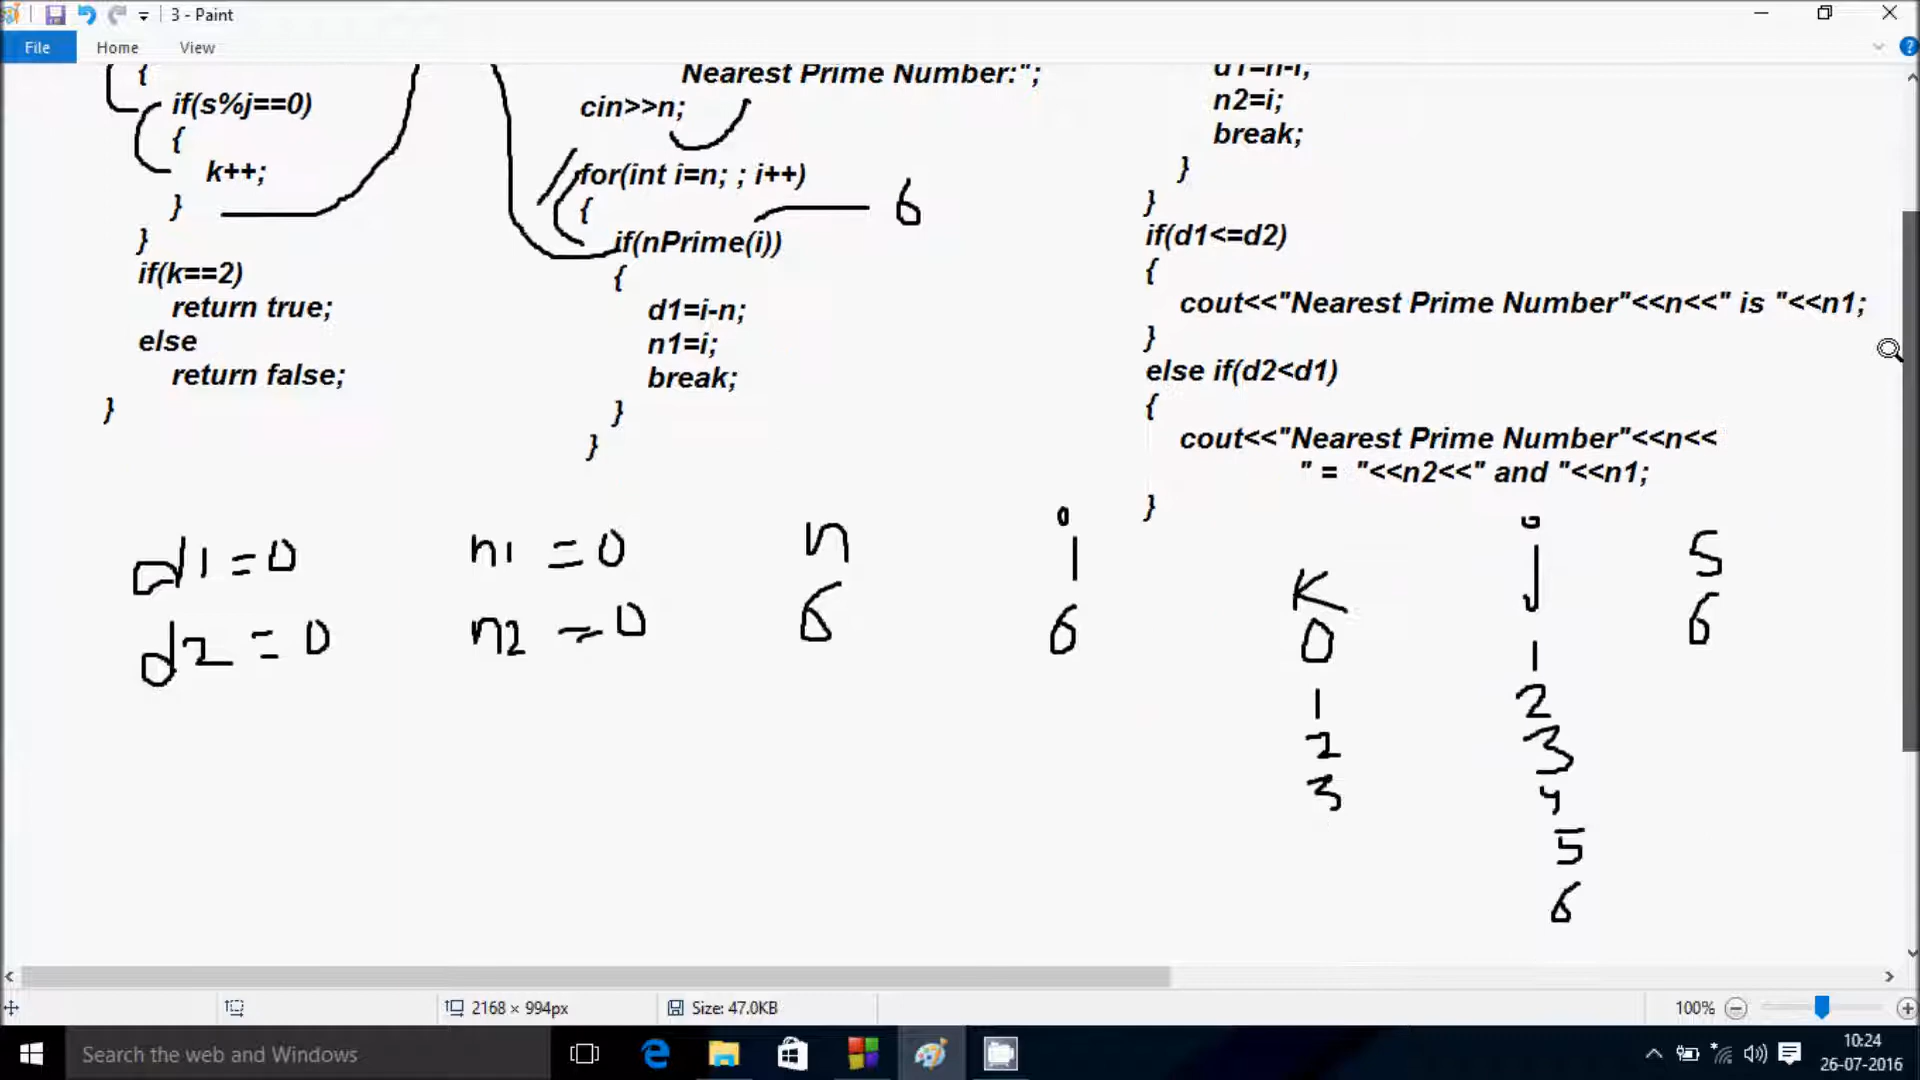 3 - Paint
File Home View
{
if(s%j==0)
{
k++;
}
}
if(k==2)
return true;
else
return false;
}
Nearest Prime Number:";
cin>>n;
for(int i=n; ; i++)
{
if(nPrime(i))
{
d1=i-n;
n1=i;
break;
}
}
6
d1=n-i;
n2=i;
break;
}
}
if(d1<=d2)
{
cout<<"Nearest Prime Number"<<n<<" is "<<n1;
}
else if(d2<d1)
{
cout<<"Nearest Prime Number"<<n<<
" = "<<n2<<" and "<<n1;
}
d1=0 n1=0 n i K j S
d2=0 n2=0 6 6 0 1 6
1 2
2 3
3 4
5
6
2168 × 994px Size: 47.0KB 100%
Search the web and Windows
10:24
26-07-2016